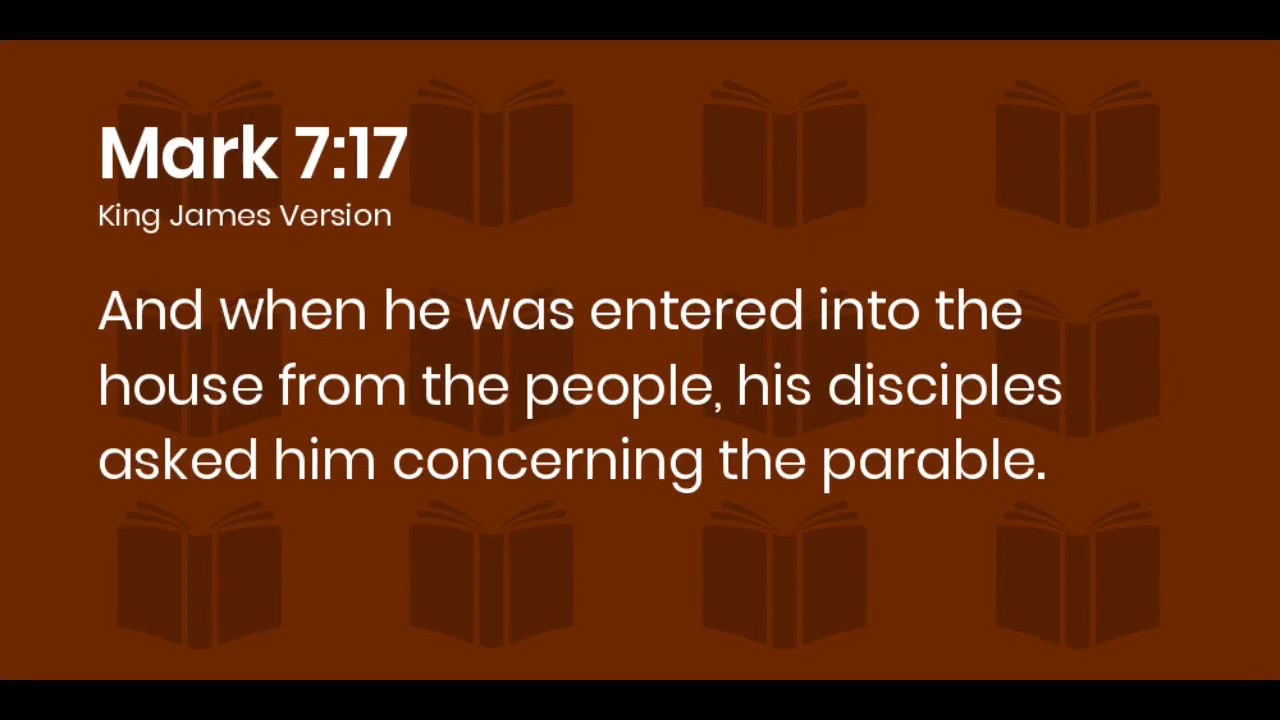 Mark 7:17
King James Version
And when he was entered into the
house from the people, his disciples
asked him concerning the parable.